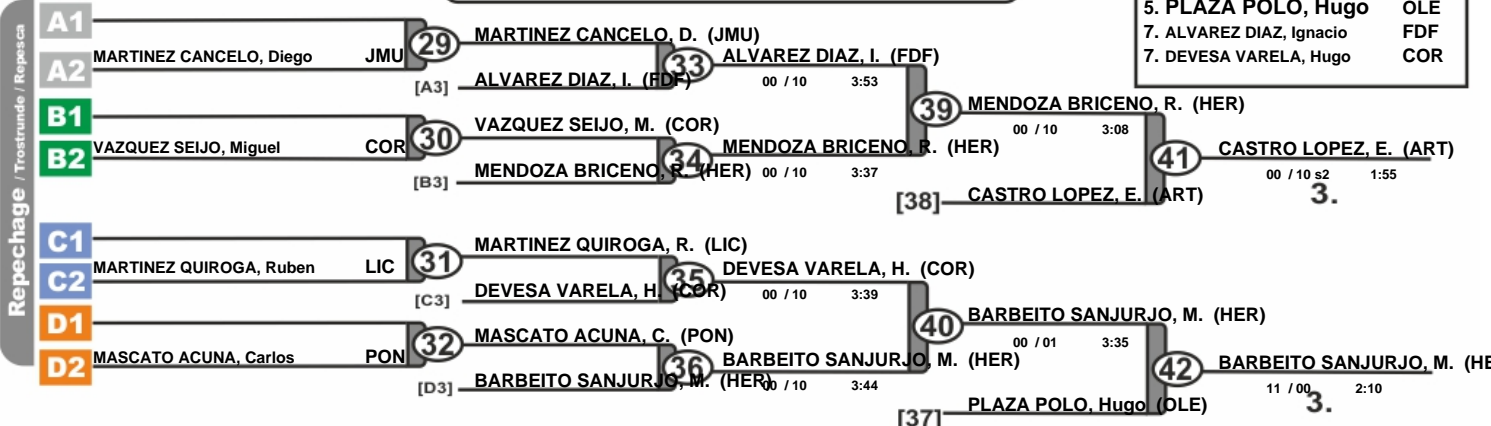 5. PLAZA POLO, Hugo OLE
7. ALVAREZ DIAZ, Ignacio FDF
7. DEVESA VARELA, Hugo COR
Repechage / Trostrunde / Repesca
A1
A2
MARTINEZ CANCELO, Diego JMU
29
MARTINEZ CANCELO, D. (JMU)
[A3]
ALVAREZ DIAZ, I. (FDF)
33
ALVAREZ DIAZ, I. (FDF)
00 / 10 3:53
B1
B2
VAZQUEZ SEIJO, Miguel COR
30
VAZQUEZ SEIJO, M. (COR)
[B3]
MENDOZA BRICENO, R. (HER)
34
MENDOZA BRICENO, R. (HER)
00 / 10 3:37
39
MENDOZA BRICENO, R. (HER)
00 / 10 3:08
[38]
CASTRO LOPEZ, E. (ART)
41
CASTRO LOPEZ, E. (ART)
00 / 10 s2 1:55
3.
C1
C2
MARTINEZ QUIROGA, Ruben LIC
31
MARTINEZ QUIROGA, R. (LIC)
[C3]
DEVESA VARELA, H. (COR)
35
DEVESA VARELA, H. (COR)
00 / 10 3:39
D1
D2
MASCATO ACUNA, Carlos PON
32
MASCATO ACUNA, C. (PON)
[D3]
BARBEITO SANJURJO, M. (HER)
36
BARBEITO SANJURJO, M. (HER)
00 / 10 3:44
40
BARBEITO SANJURJO, M. (HER)
00 / 01 3:35
[37]
PLAZA POLO, Hugo (OLE)
42
BARBEITO SANJURJO, M. (HE
11 / 00 2:10
3.